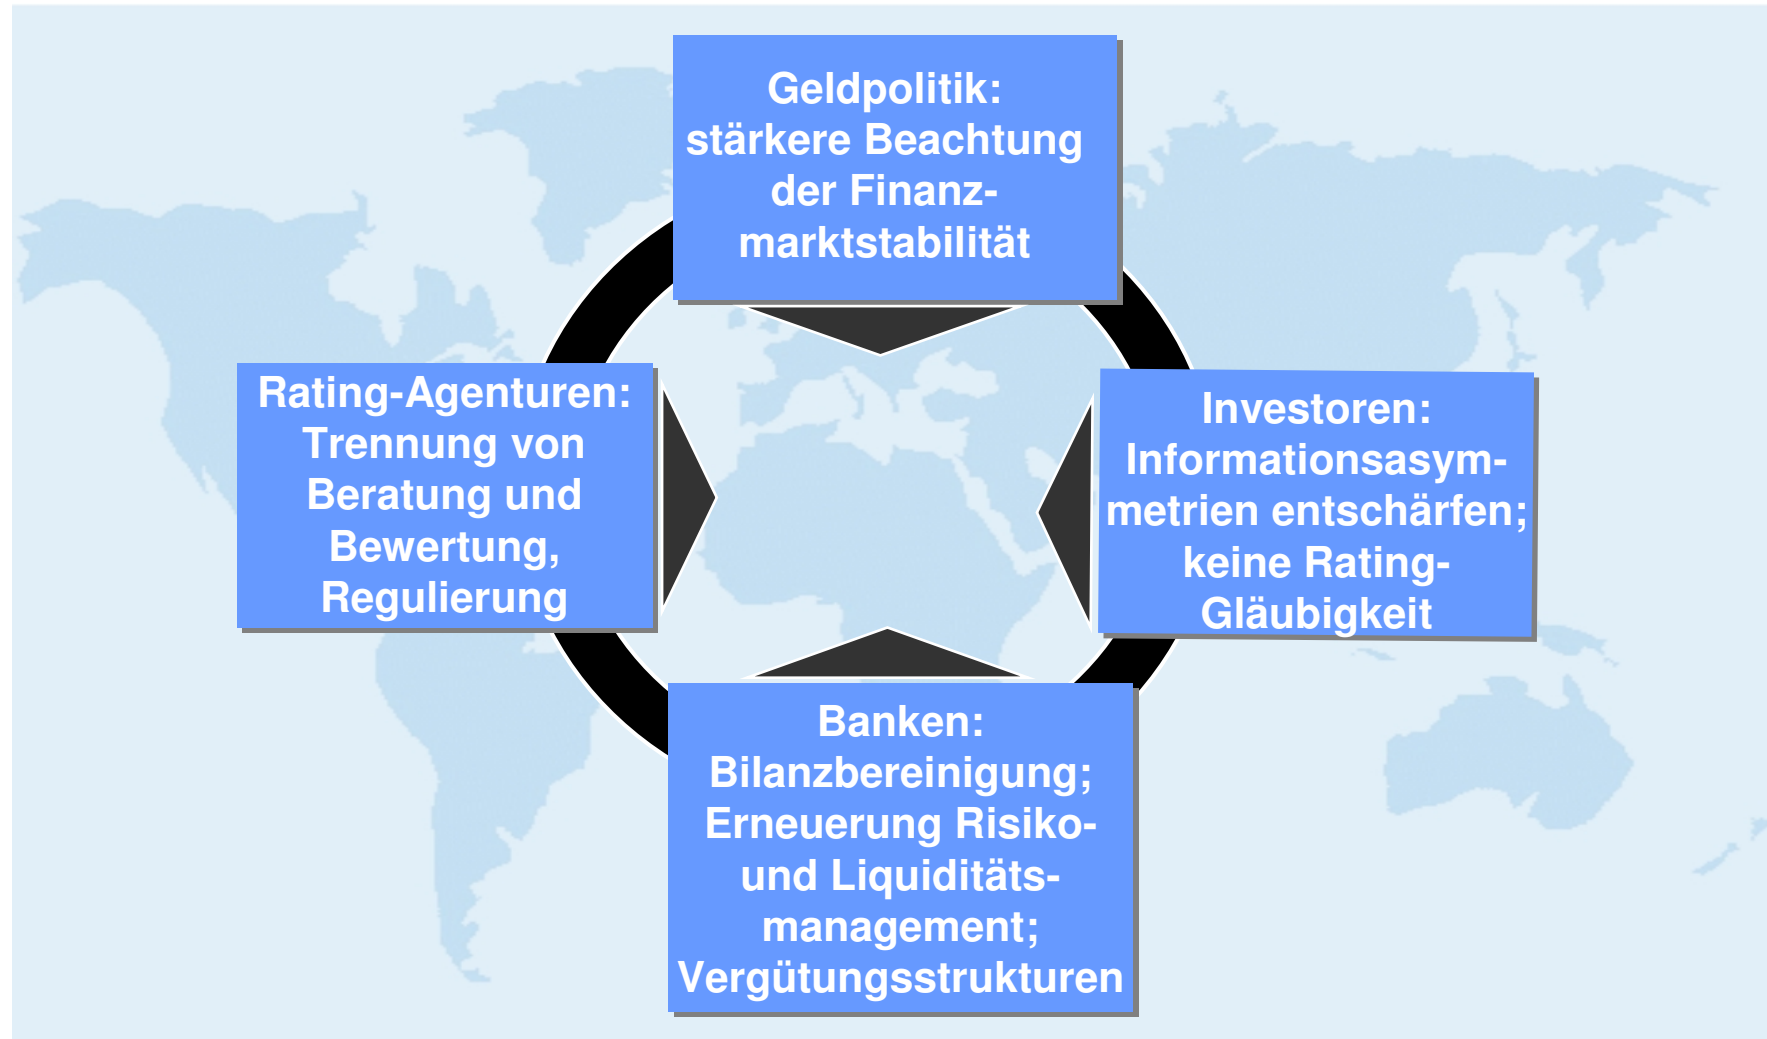 Geldpolitik:
stärkere Beachtung
der Finanz-
marktstabilität
Rating-Agenturen:
Trennung von
Beratung und
Bewertung,
Regulierung
Investoren:
Informationsasym-
metrien entschärfen;
keine Rating-
Gläubigkeit
Banken:
Bilanzbereinigung;
Erneuerung Risiko-
und Liquiditäts-
management;
Vergütungsstrukturen